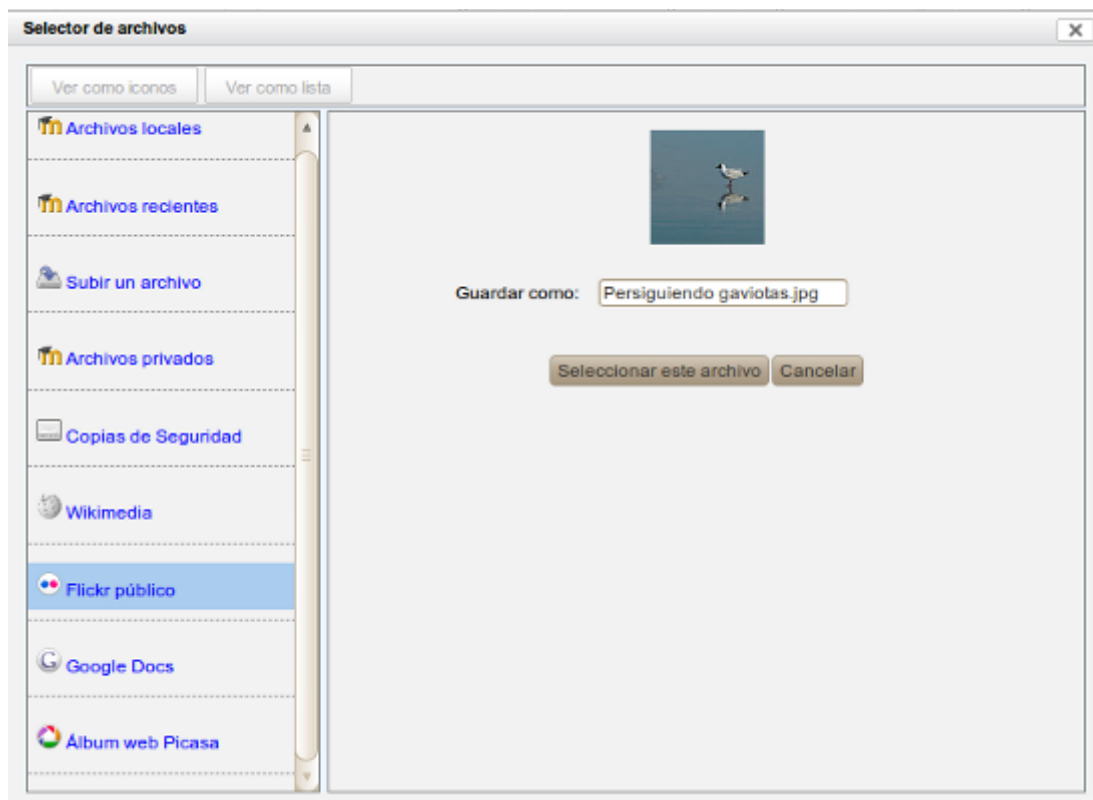 Selector de archivos
Ver como iconos
Ver como lista
Archivos locales
Archivos recientes
Subir un archivo
Archivos privados
Copias de Seguridad
Wikimedia
Flickr público
Google Docs
Álbum web Picasa
Guardar como: Persiguiendo gaviotas.jpg
Seleccionar este archivo Cancelar